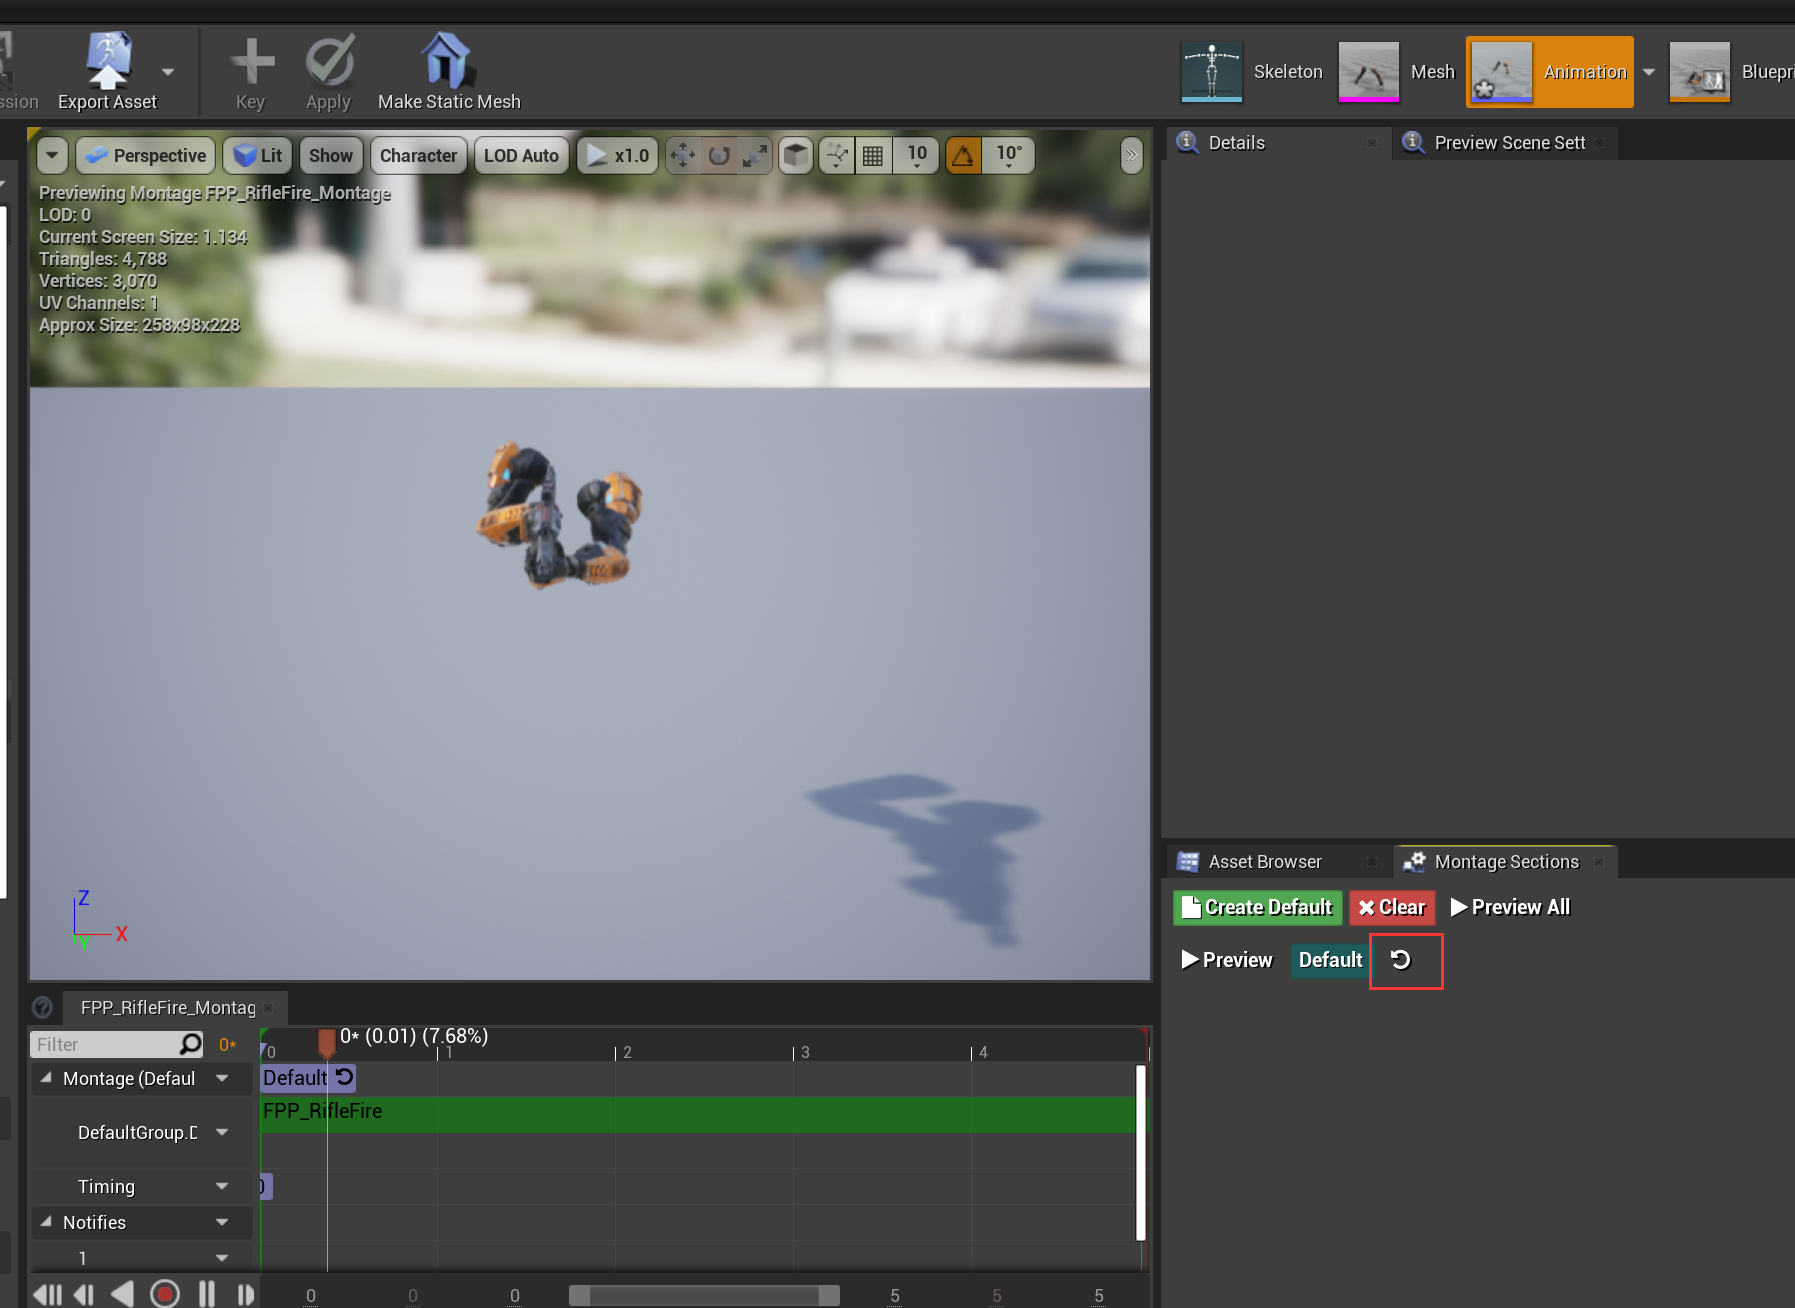 ssion
Export Asset
Key
Apply
Make Static Mesh
Skeleton
Mesh
Animation
Bluepri
Perspective
Lit
Show
Character
LOD Auto
x1.0
10
10°
Previewing Montage FPP_RifleFire_Montage
LOD: 0
Current Screen Size: 1.134
Triangles: 4,788
Vertices: 3,070
UV Channels: 1
Approx Size: 258x98x228
Z
X
Y
Details
Preview Scene Sett
Asset Browser
Montage Sections
Create Default
Clear
Preview All
Preview
Default
FPP_RifleFire_Montag
Filter
0*
0* (0.01) (7.68%)
0
1
2
3
4
Montage (Defaul
Default
FPP_RifleFire
DefaultGroup.D
Timing
Notifies
1
0
0
0
5
5
5